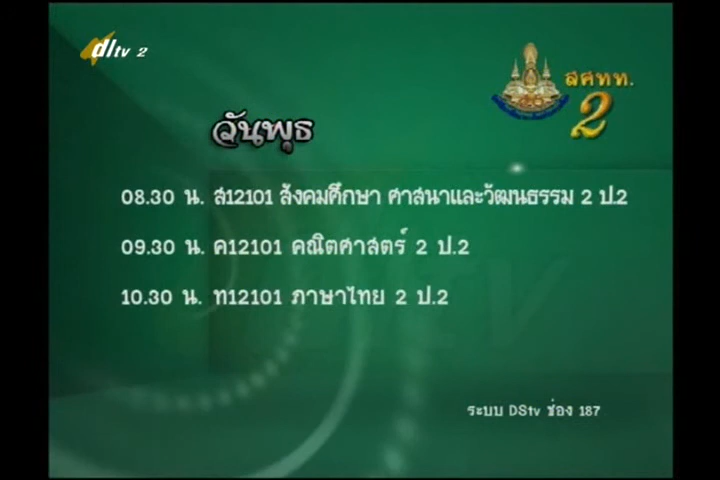 dltv 2
สศทท.
2
วันพุธ
08.30 น. ส12101 สังคมศึกษา ศาสนาและวัฒนธรรม 2 ป.2
09.30 น. ค12101 คณิตศาสตร์ 2 ป.2
10.30 น. ท12101 ภาษาไทย 2 ป.2
ระบบ DStv ช่อง 187